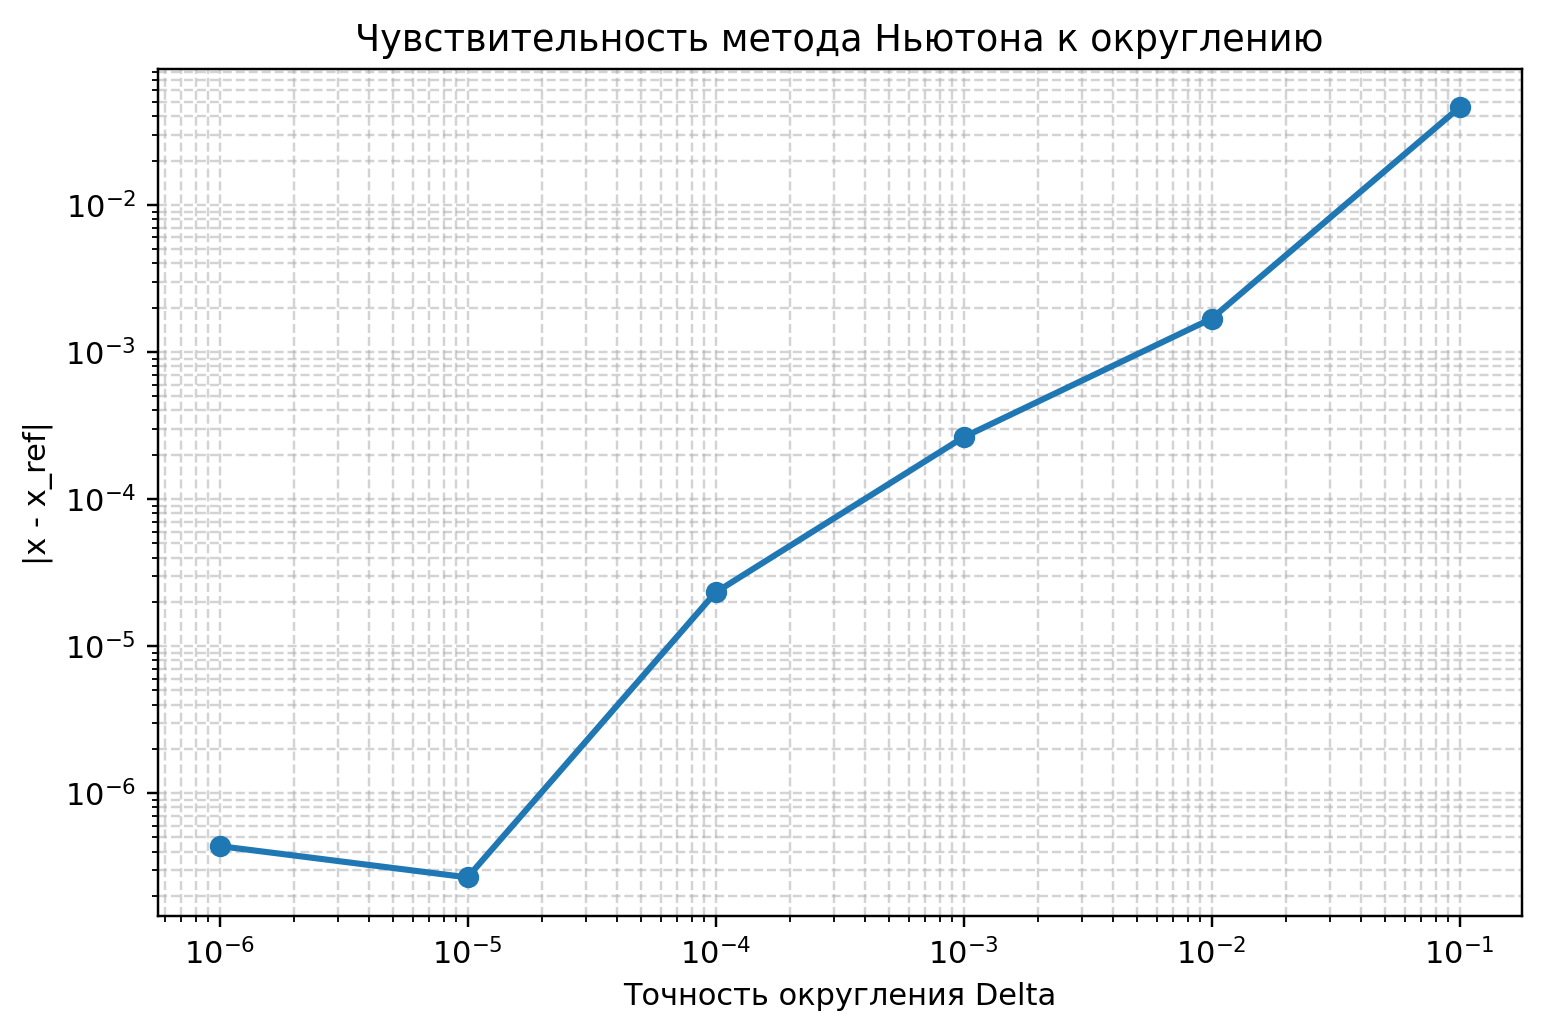 Чувствительность метода Ньютона к округлению
|x - x_ref|
10⁻²
10⁻³
10⁻⁴
10⁻⁵
10⁻⁶
10⁻⁶ 10⁻⁵ 10⁻⁴ 10⁻³ 10⁻² 10⁻¹
Точность округления Delta